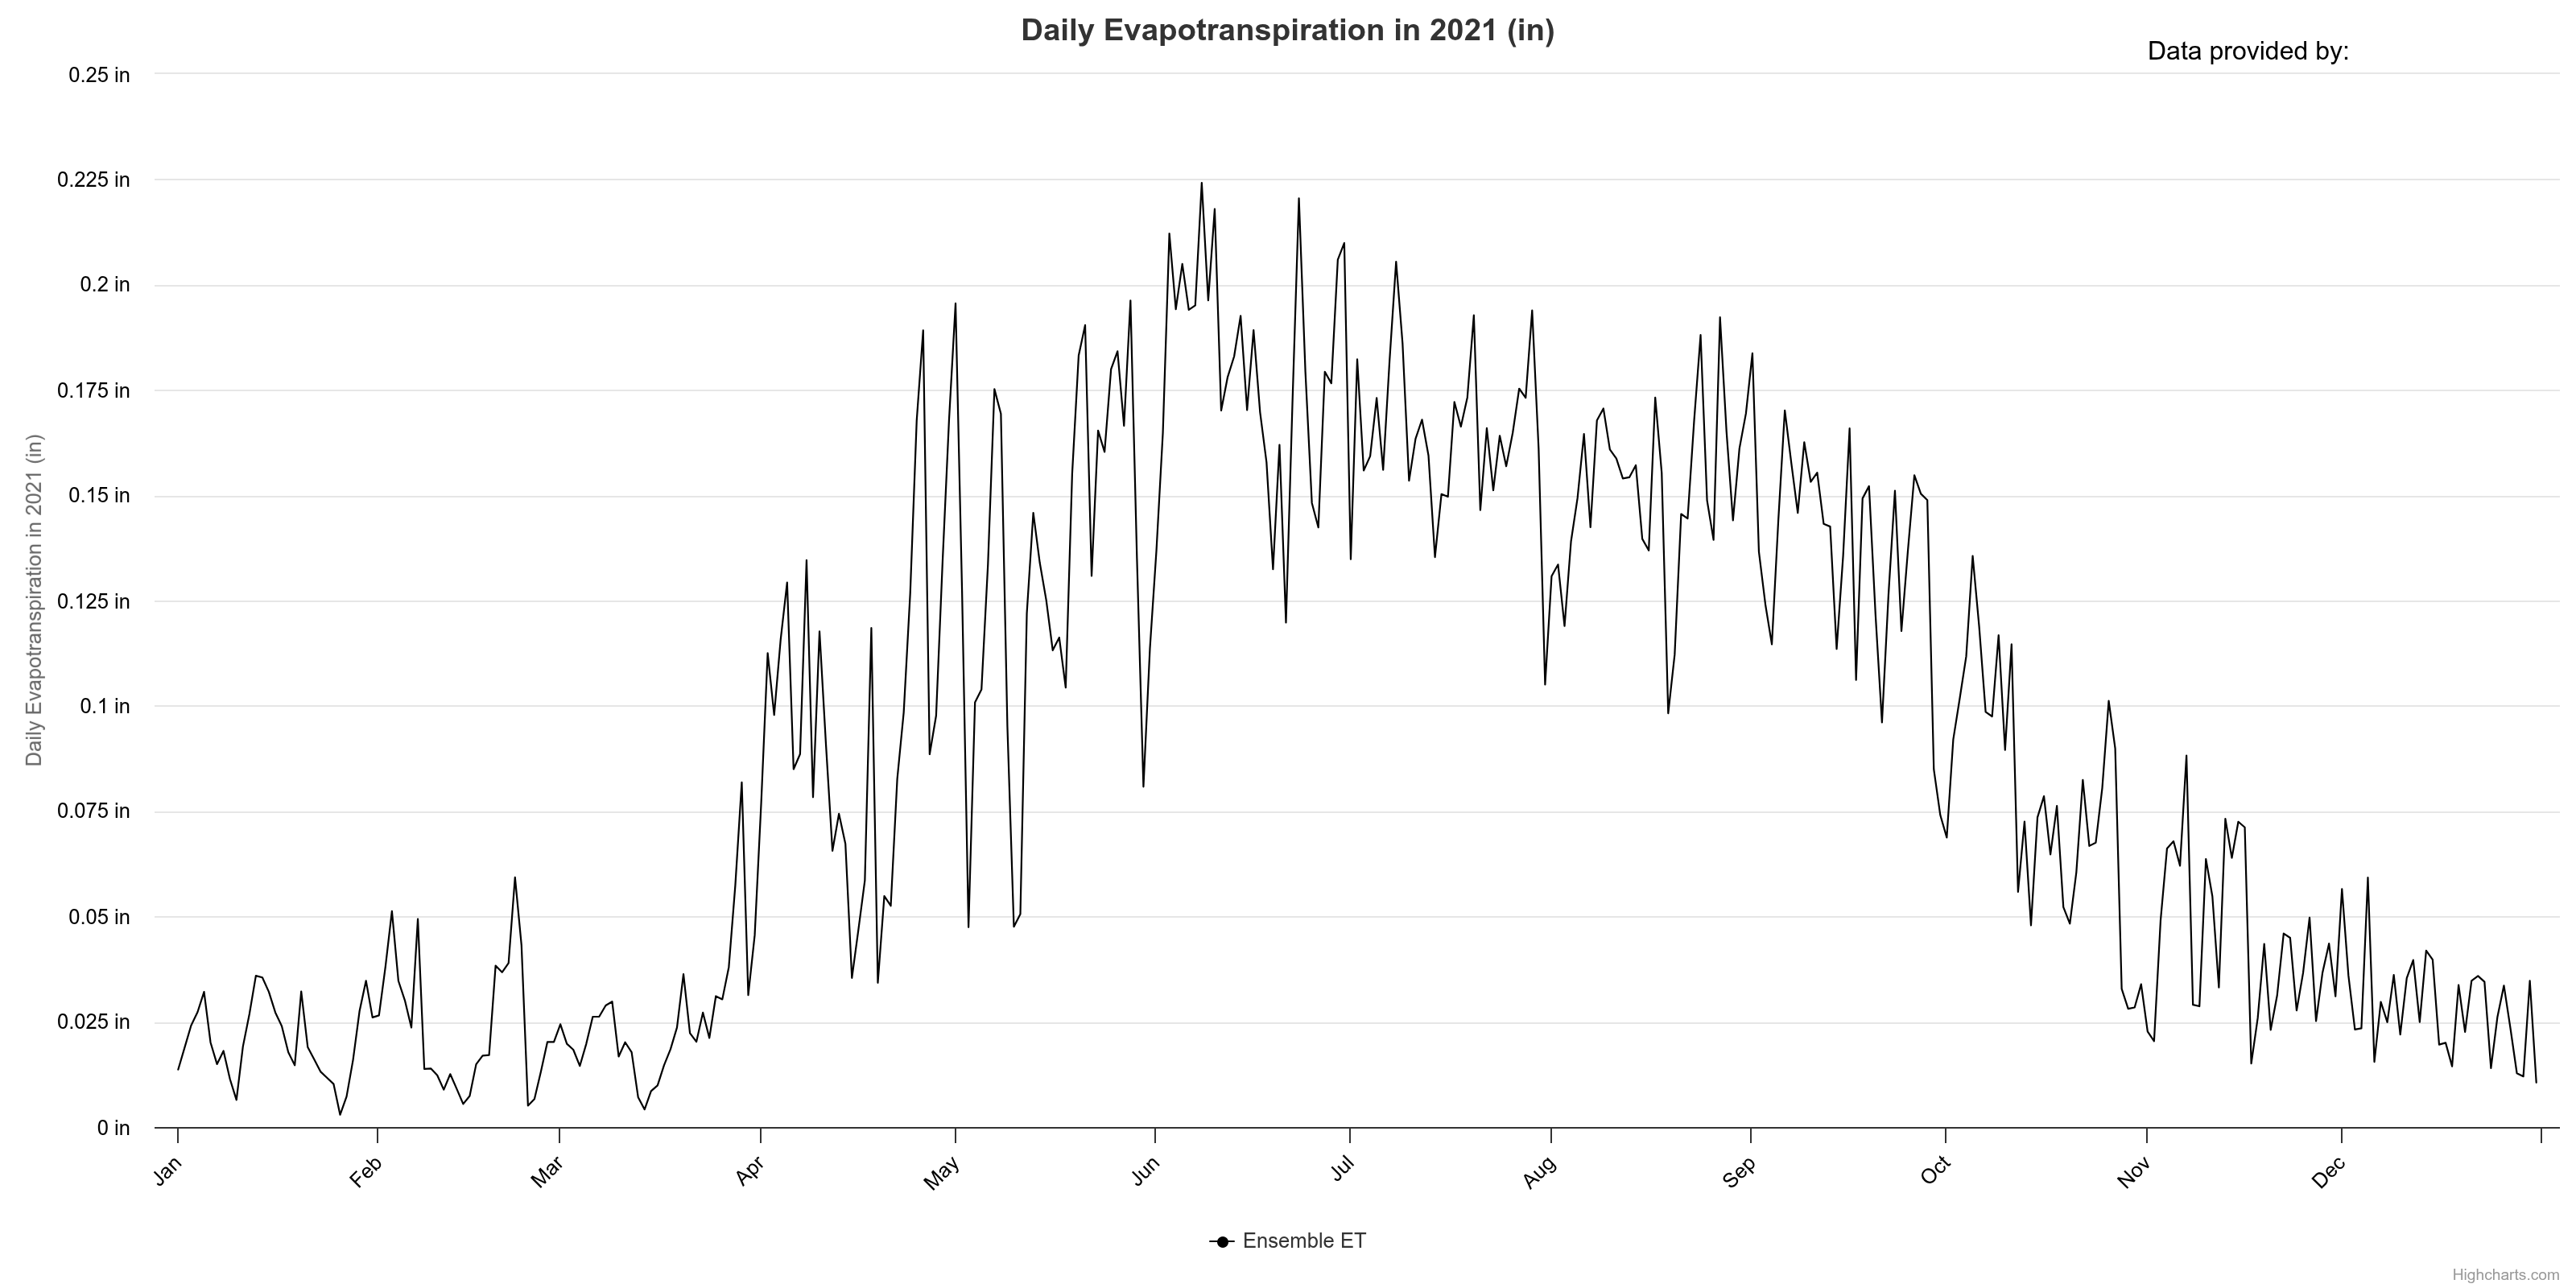 Daily Evapotranspiration in 2021 (in)
Data provided by:
0.25 in
0.225 in
0.2 in
0.175 in
0.15 in
0.125 in
0.1 in
0.075 in
0.05 in
0.025 in
0 in
Daily Evapotranspiration in 2021 (in)
Jan
Feb
Mar
Apr
May
Jun
Jul
Aug
Sep
Oct
Nov
Dec
Ensemble ET
Highcharts.com